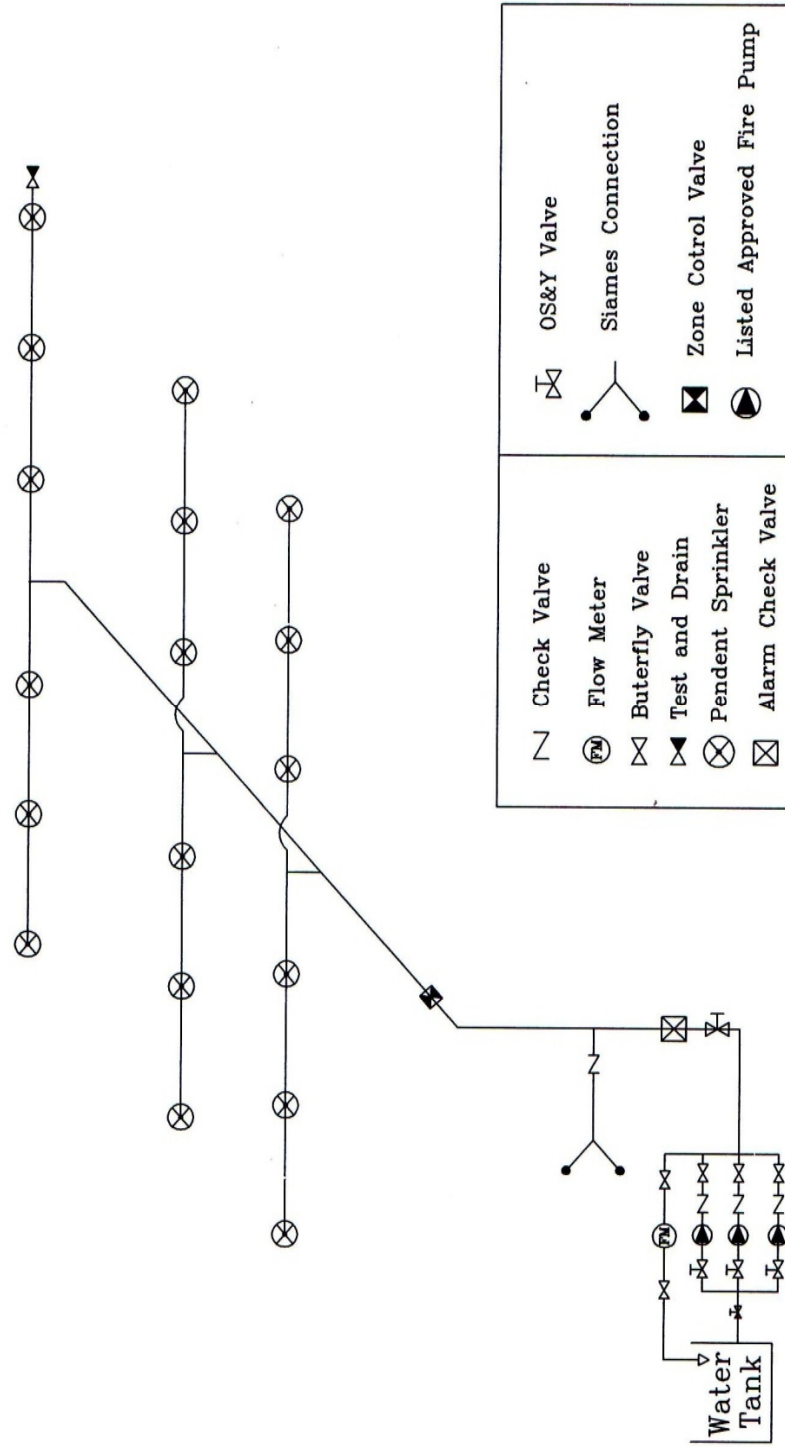 FM
Water
Tank
Check Valve
FM
Flow Meter
Buterfly Valve
Test and Drain
Pendent Sprinkler
Alarm Check Valve
OS&Y Valve
Siames Connection
Zone Cotrol Valve
Listed Approved Fire Pump